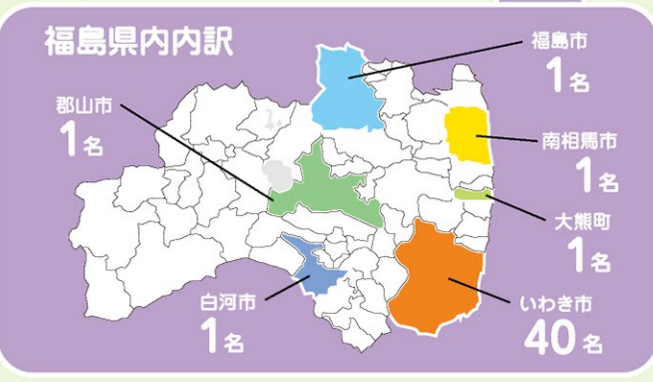 福島県内内訳
福島市
1名
郡山市
1名
南相馬市
1名
大熊町
1名
白河市
1名
いわき市
40名